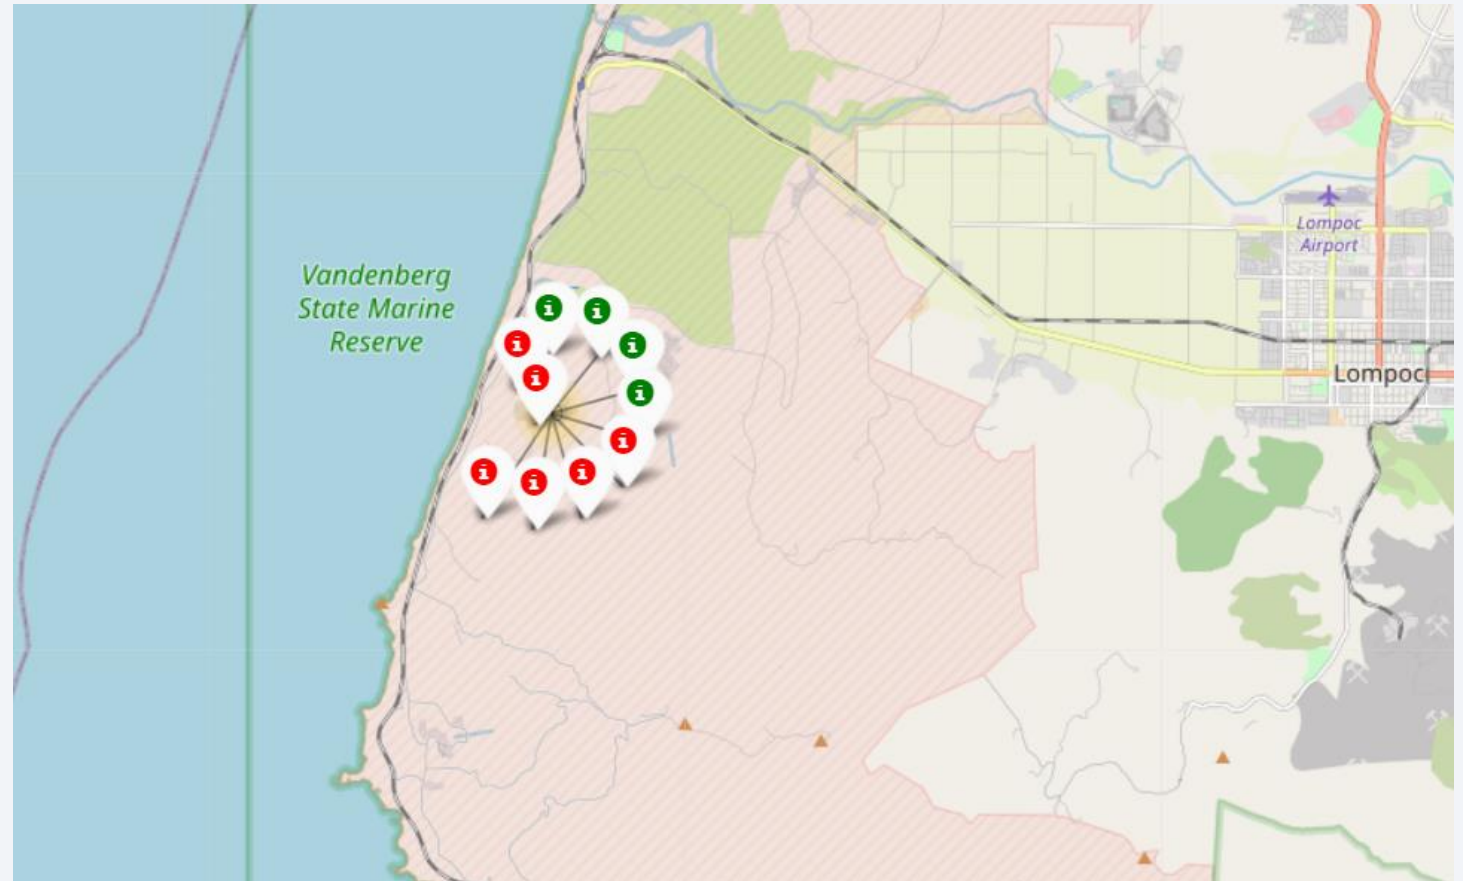 Vandenberg
State Marine
Reserve
Lompoc
Airport
Lompoc
i
i
i
i
i
i
i
i
i
i